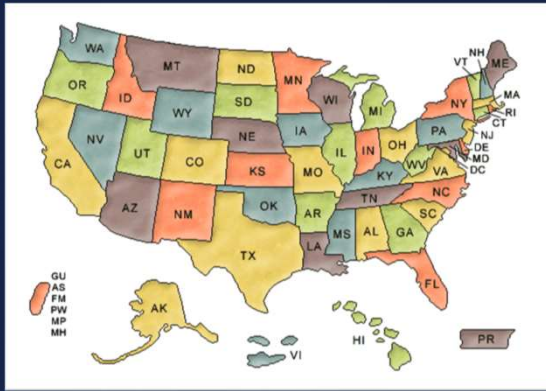 WA
MT
ND
MN
VT
NH
ME
OR
ID
SD
WI
MI
NY
MA
WY
RI
CT
NV
NE
IA
PA
NJ
UT
CO
IL
IN
OH
DE
MD
DC
CA
KS
MO
KY
WV
VA
AZ
NM
OK
AR
TN
NC
SC
TX
LA
MS
AL
GA
FL
GU
AS
FM
PW
MP
MH
AK
VI
HI
PR